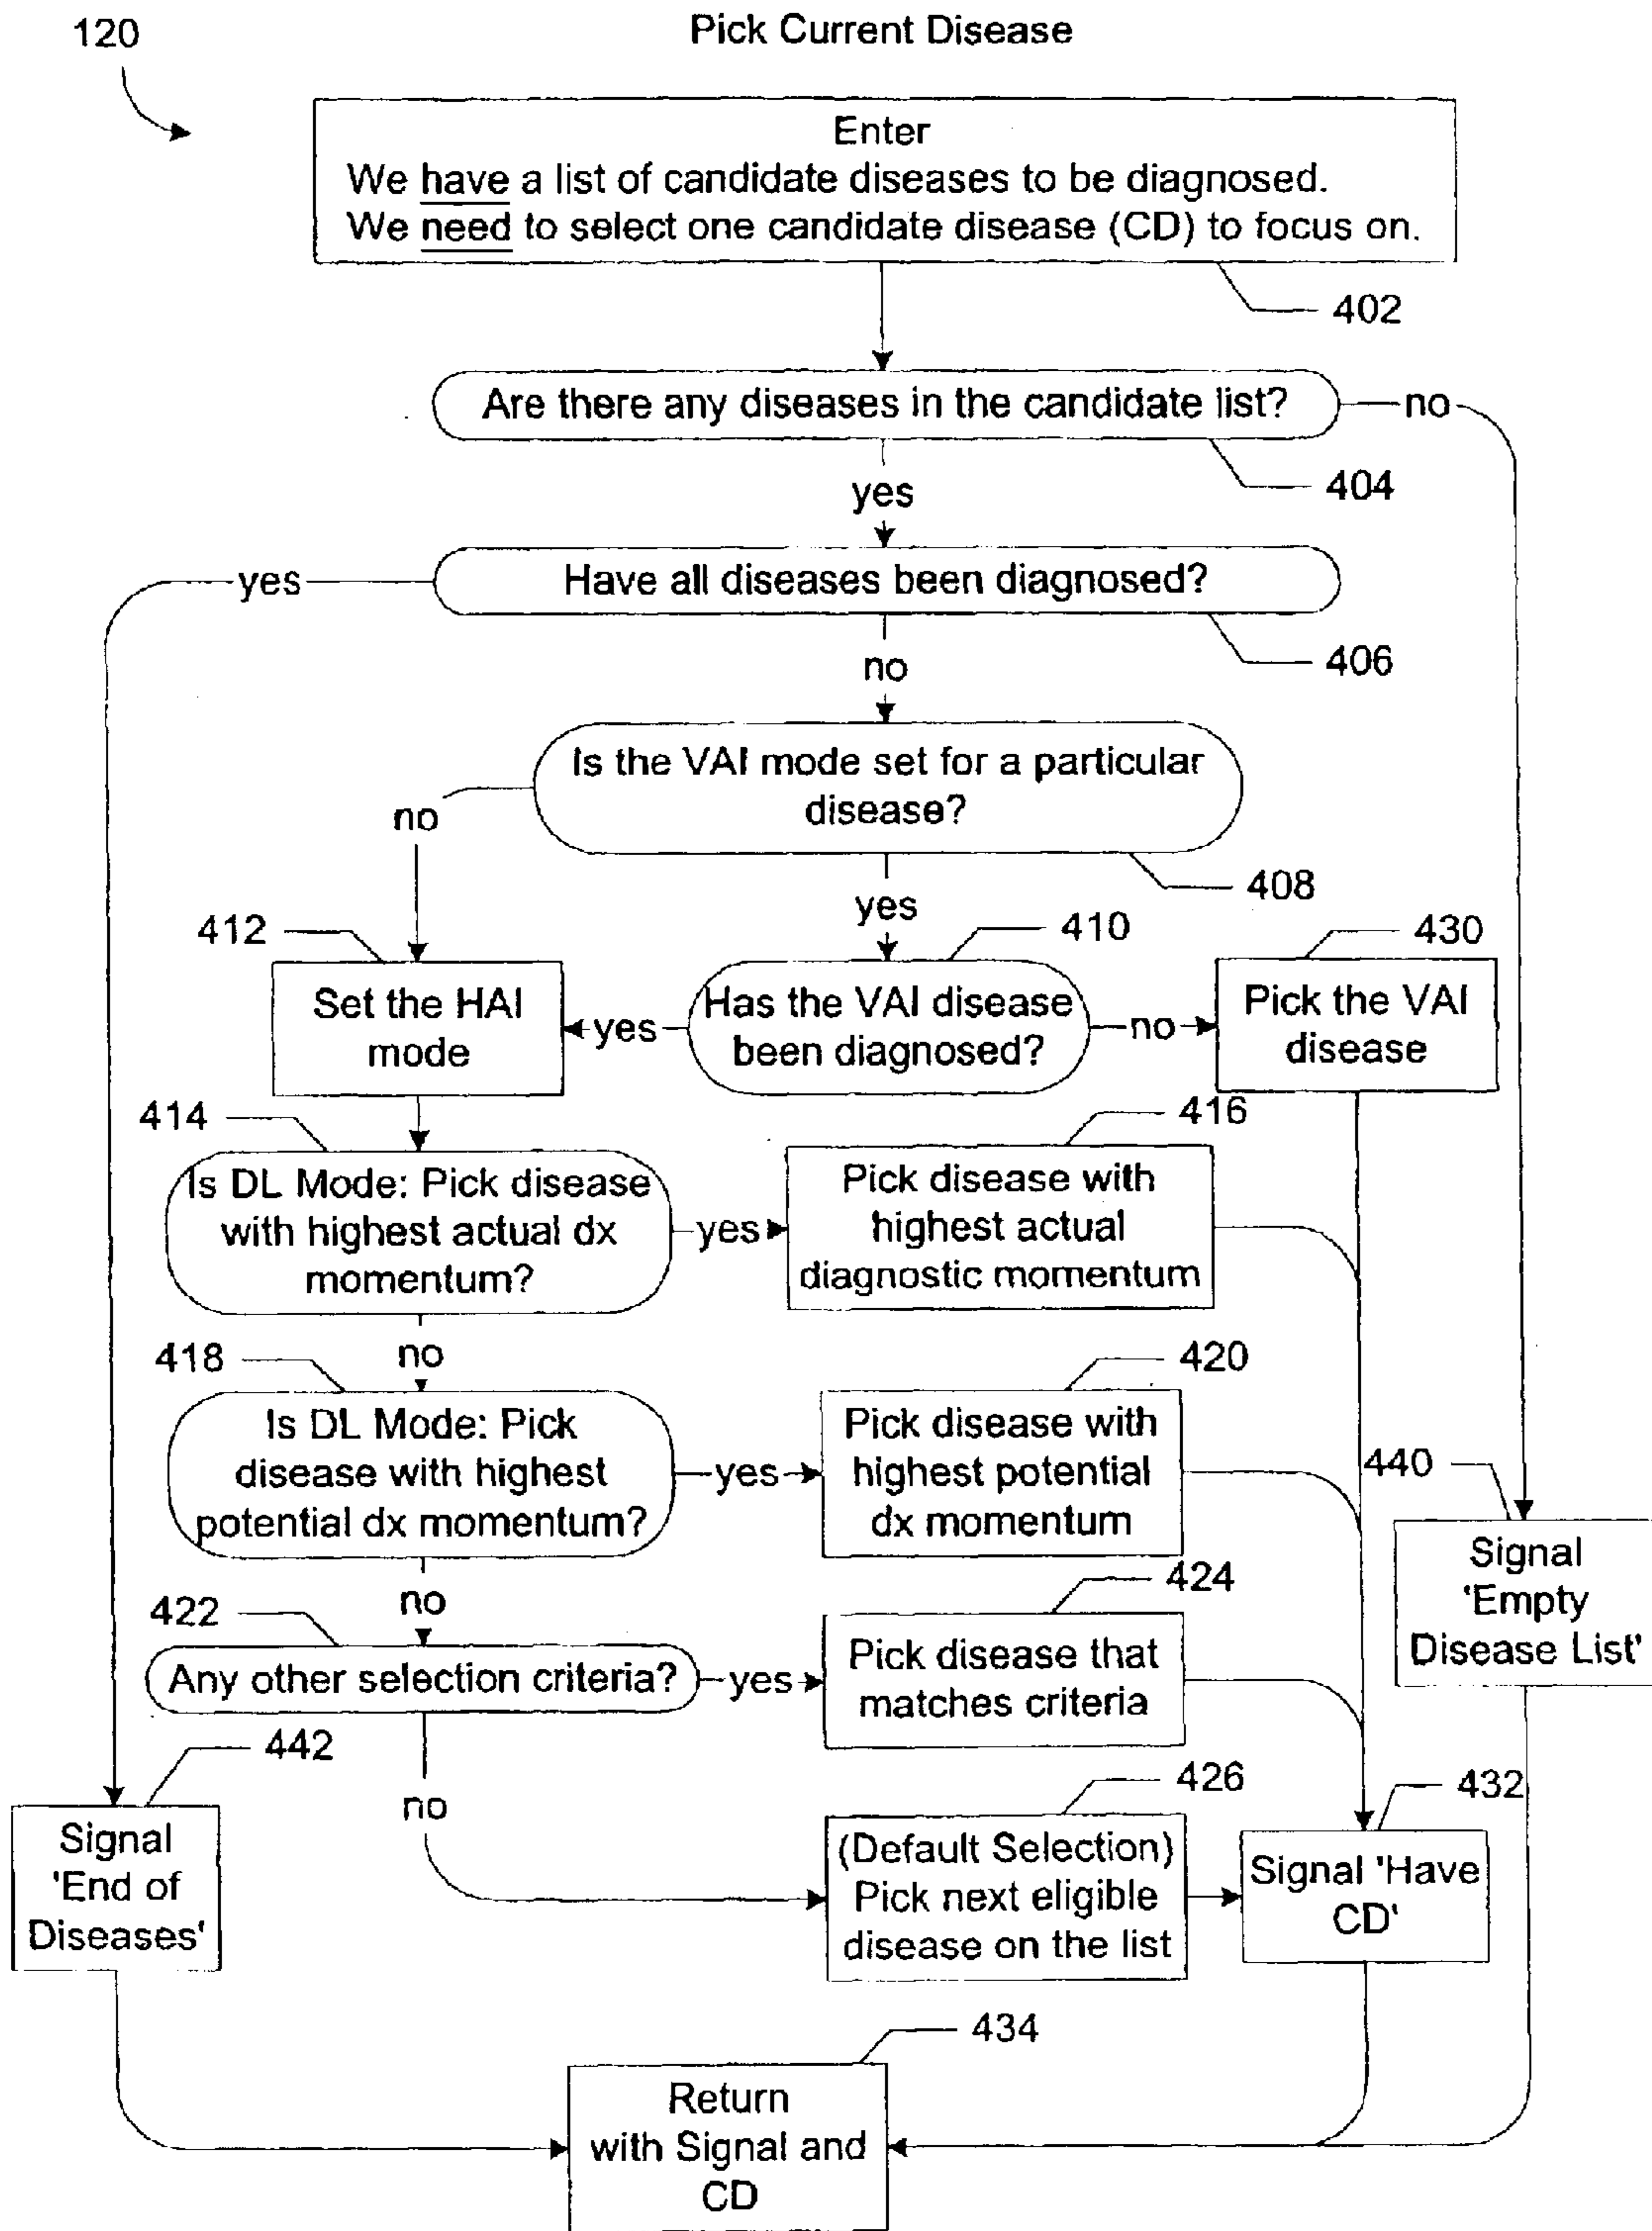 120
Pick Current Disease
Enter
We have a list of candidate diseases to be diagnosed.
We need to select one candidate disease (CD) to focus on.
402
Are there any diseases in the candidate list?
no
404
yes
Have all diseases been diagnosed?
yes
406
no
Is the VAI mode set for a particular
disease?
no
408
yes
412
410
430
Set the HAI
mode
yes
Has the VAI disease
been diagnosed?
no
Pick the VAI
disease
414
416
Is DL Mode: Pick disease
with highest actual dx
momentum?
yes
Pick disease with
highest actual
diagnostic momentum
no
418
420
Is DL Mode: Pick
disease with highest
potential dx momentum?
yes
Pick disease with
highest potential
dx momentum
440
Signal
'Empty
Disease List'
no
422
424
Any other selection criteria?
yes
Pick disease that
matches criteria
442
no
426
432
Signal
'End of
Diseases'
(Default Selection)
Pick next eligible
disease on the list
Signal 'Have
CD'
434
Return
with Signal and
CD